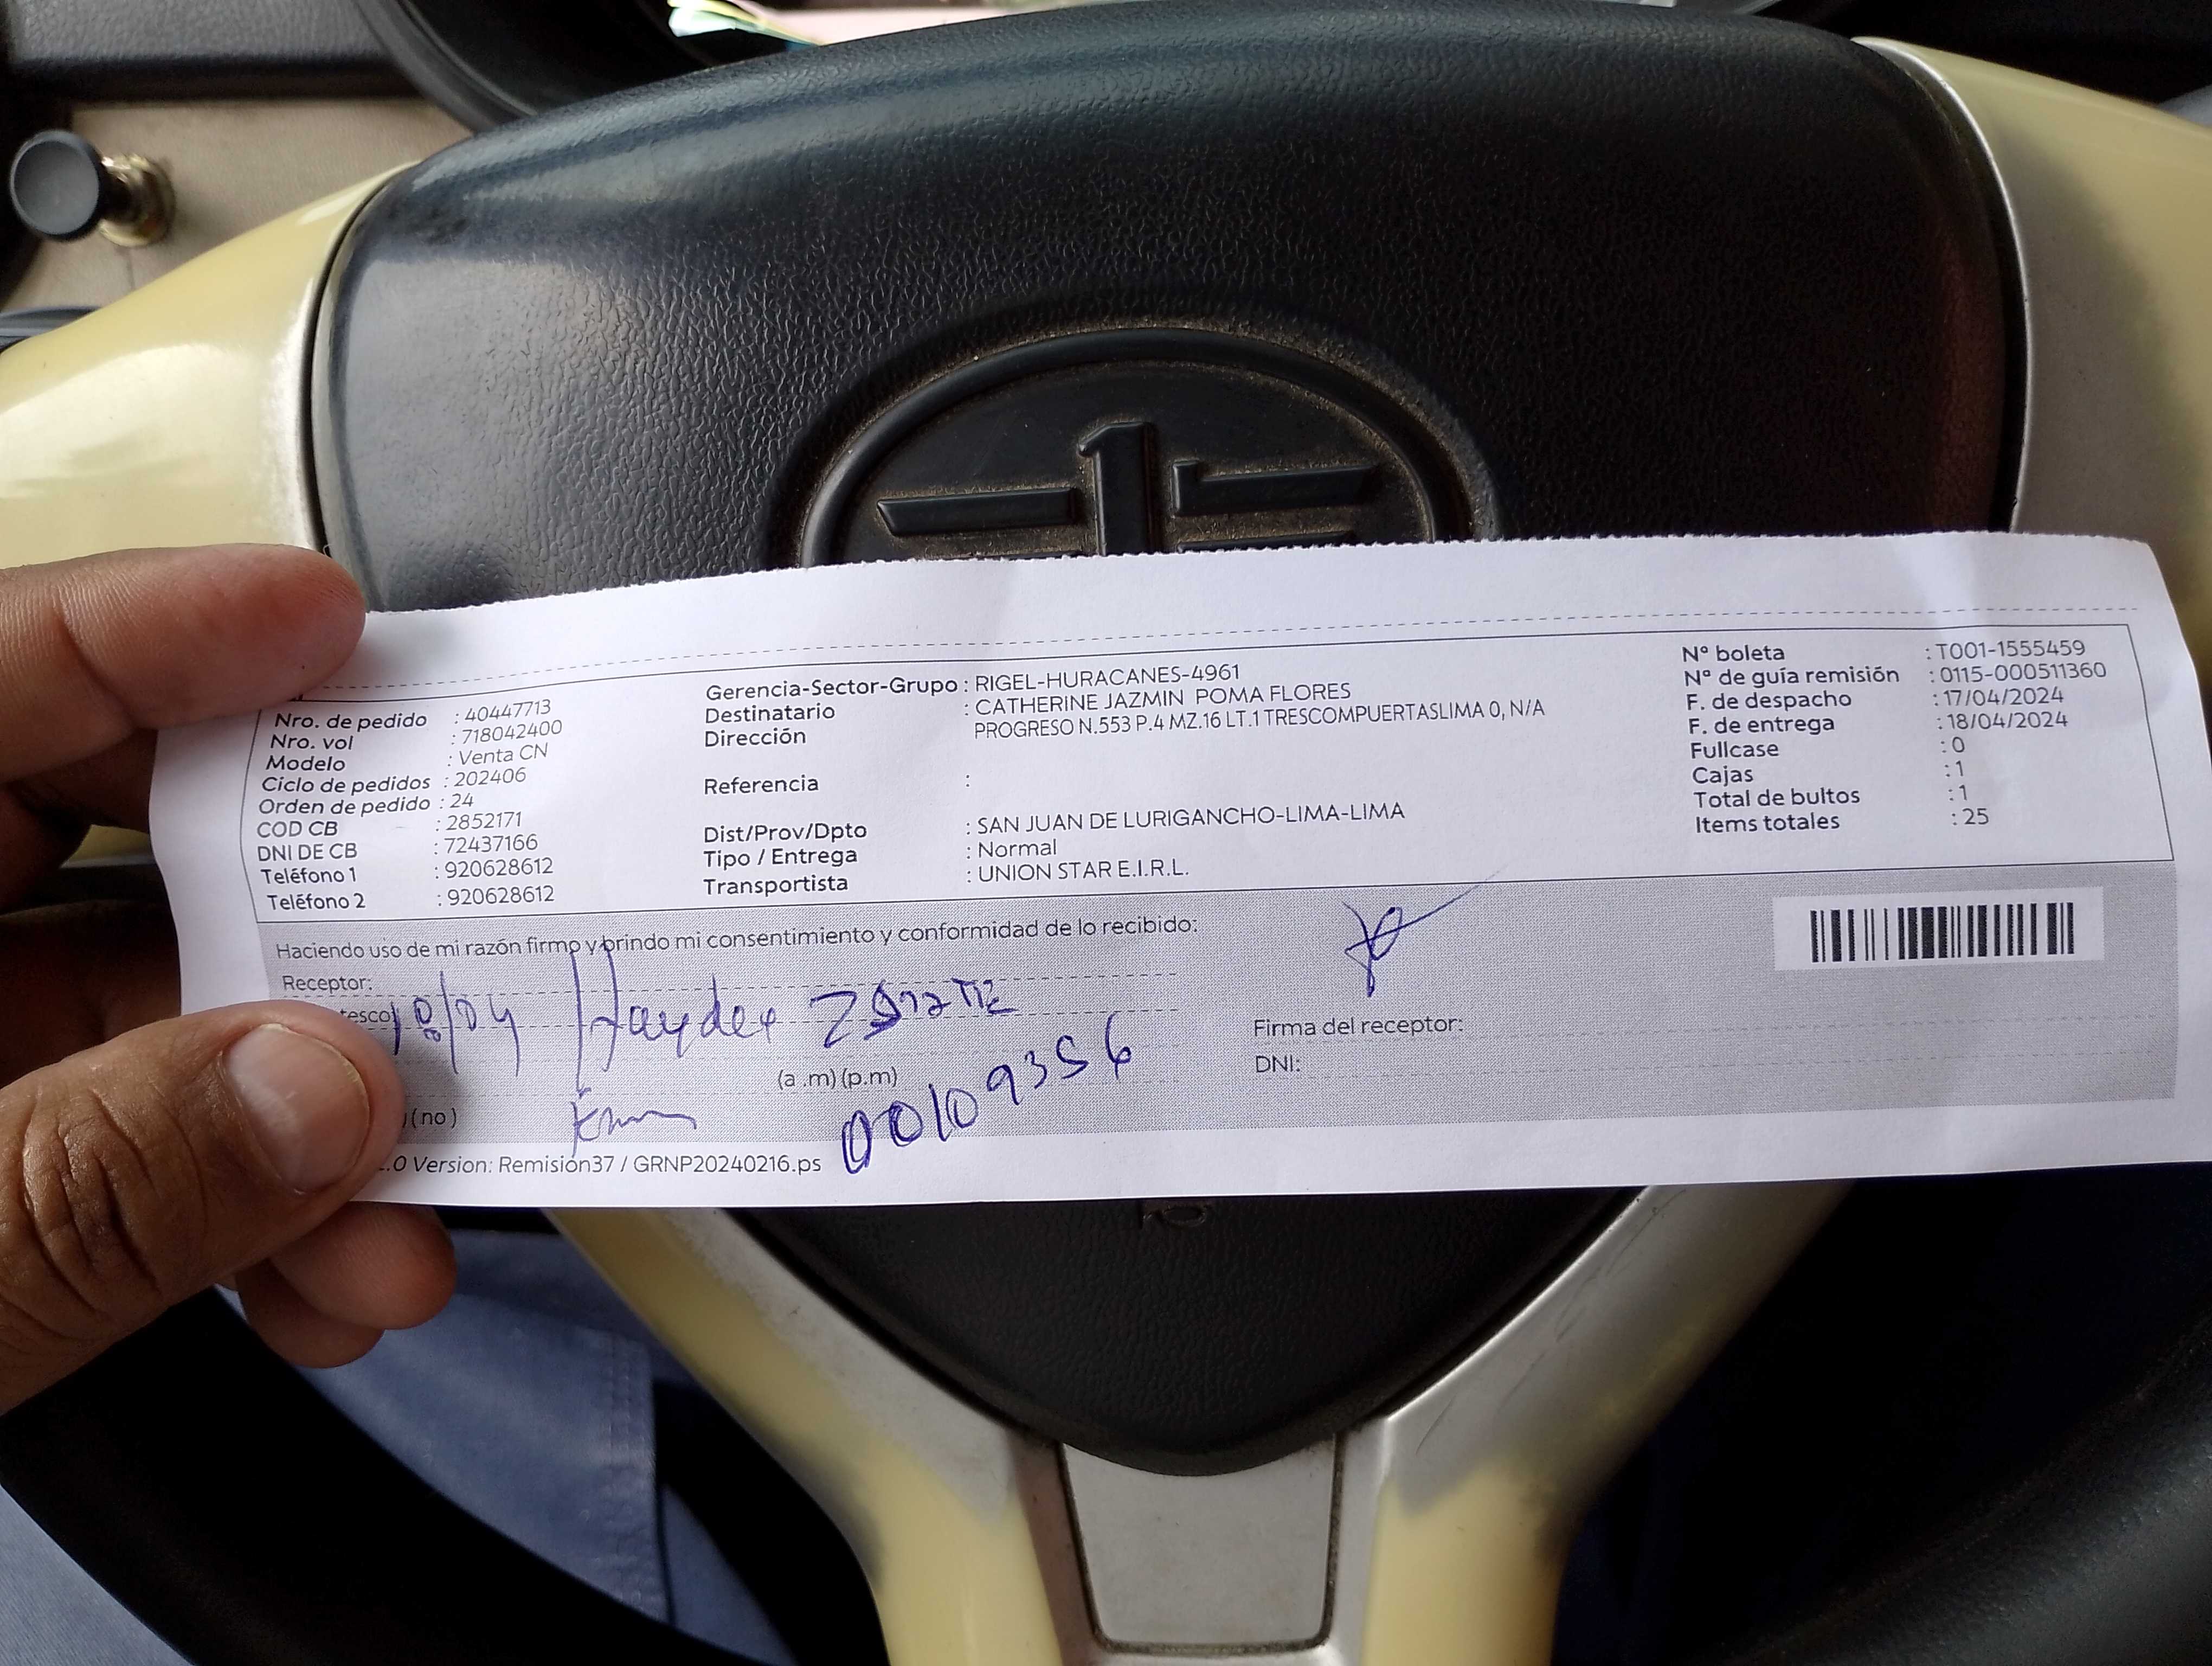 Nro. de pedido : 40447713
Nro. vol : 718042400
Modelo : Venta CN
Ciclo de pedidos : 202406
Orden de pedido : 24
COD CB : 2852171
DNI DE CB : 72437166
Teléfono 1 : 920628612
Teléfono 2 : 920628612
Gerencia-Sector-Grupo : RIGEL-HURACANES-4961
Destinatario : CATHERINE JAZMIN POMA FLORES
Dirección PROGRESO N.553 P.4 MZ.16 LT.1 TRESCOMPUERTASLIMA 0, N/A
Referencia :
Dist/Prov/Dpto : SAN JUAN DE LURIGANCHO-LIMA-LIMA
Tipo / Entrega : Normal
Transportista : UNION STAR E.I.R.L.
N° boleta : T001-1555459
N° de guía remisión : 0115-000511360
F. de despacho : 17/04/2024
F. de entrega : 18/04/2024
Fullcase : 0
Cajas : 1
Total de bultos : 1
Items totales : 25
Haciendo uso de mi razón firmo y brindo mi consentimiento y conformidad de lo recibido:
Receptor:
tesco 18/04 Haydee
(a .m) (p.m)
00109356
) (no)
.0 Version: Remisión37 / GRNP20240216.ps
Firma del receptor:
DNI: